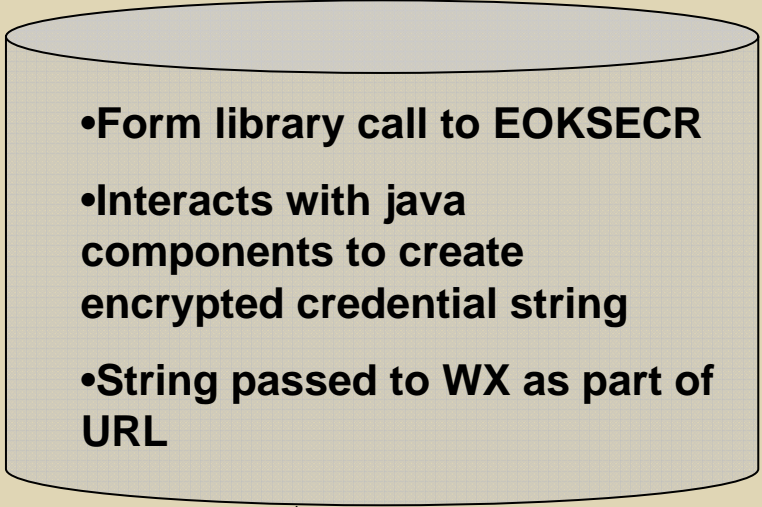 •Form library call to EOKSECR
•Interacts with java
components to create
encrypted credential string
•String passed to WX as part of
URL